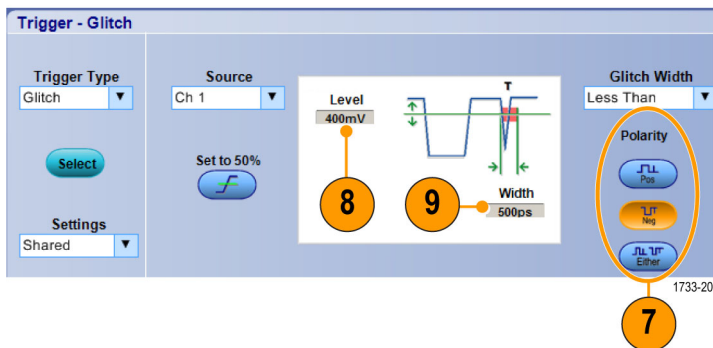 Trigger - Glitch
Trigger Type
Glitch
Select
Settings
Shared
Source
Ch 1
Set to 50%
Level
400mV
8
T
9
Width
500ps
Glitch Width
Less Than
Polarity
Pos
Neg
Either
1733-20
7